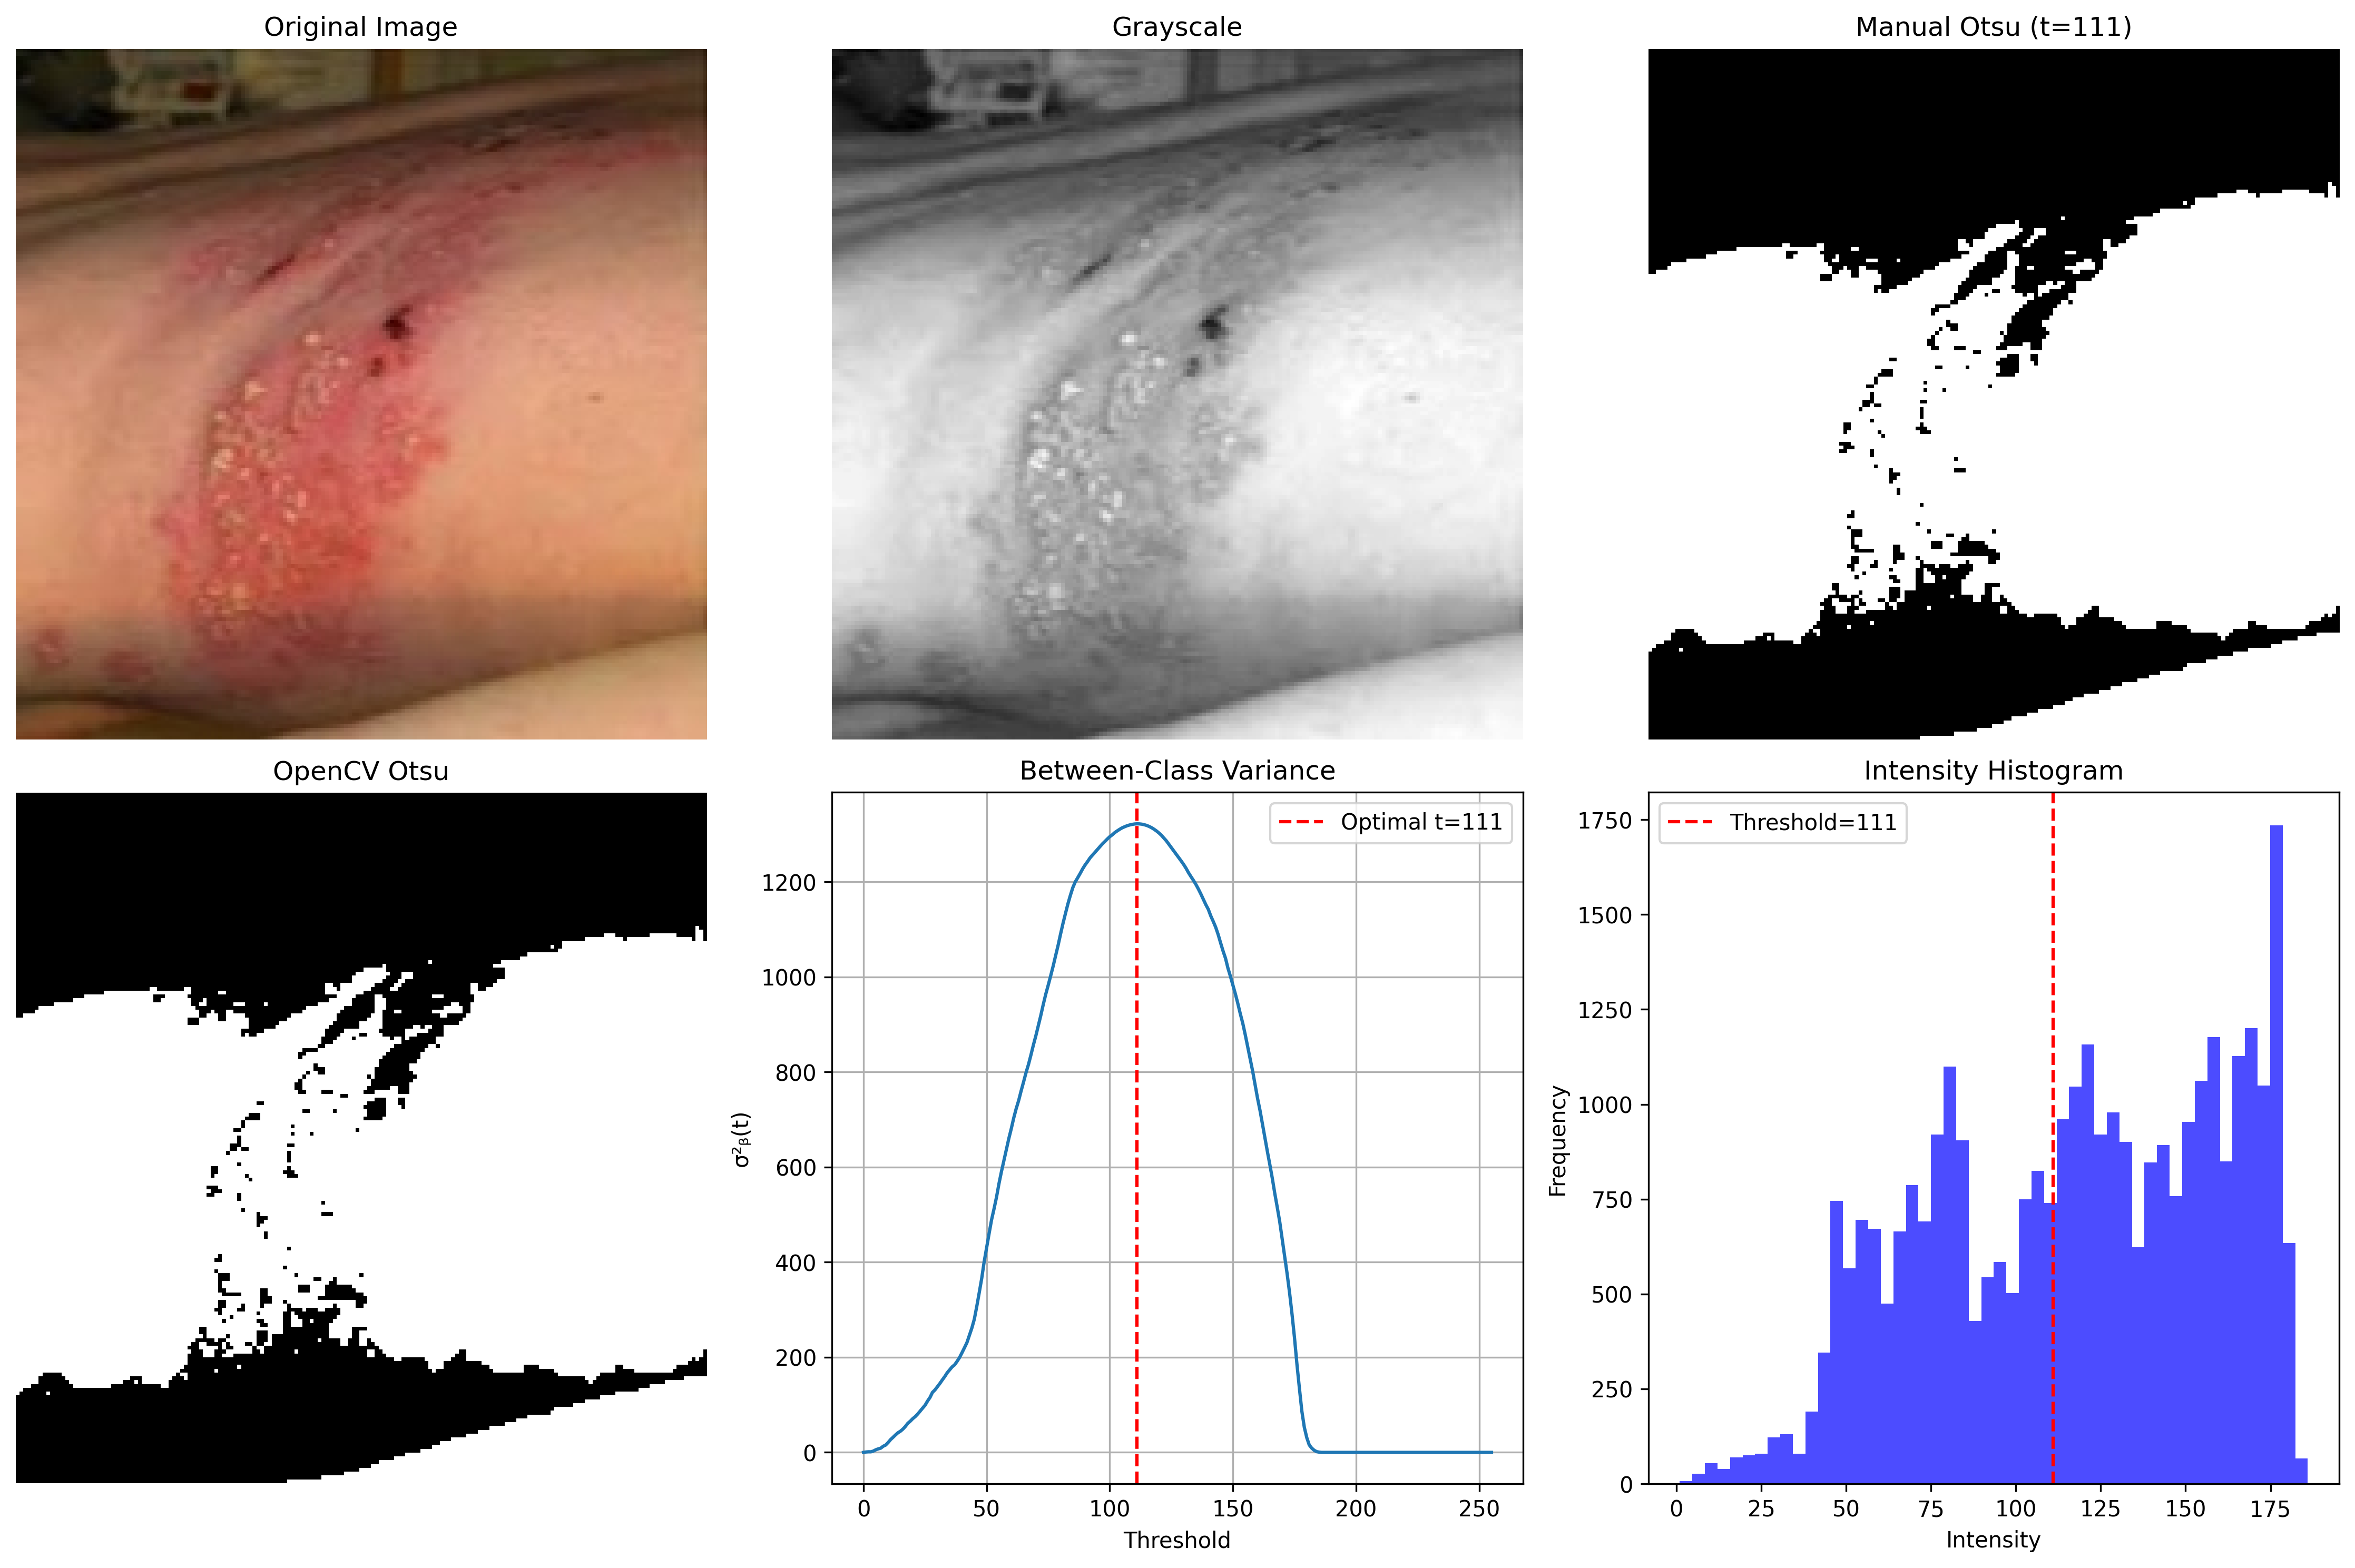 Original Image
Grayscale
Manual Otsu (t=111)
OpenCV Otsu
Between-Class Variance
Intensity Histogram
Optimal t=111
Threshold=111
σ²ᵦ(t)
1200
1000
800
600
400
200
0
0 50 100 150 200 250
Threshold
Frequency
1750
1500
1250
1000
750
500
250
0
0 25 50 75 100 125 150 175
Intensity